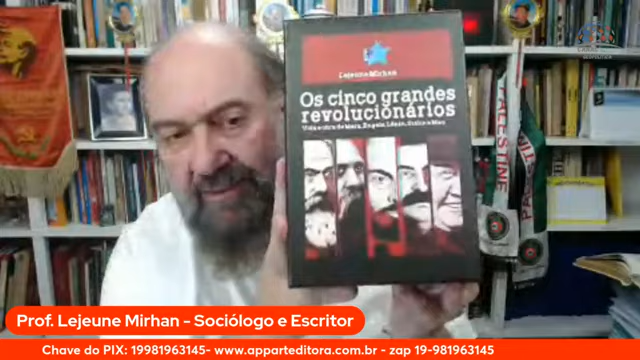 Lejeune Mirhan
Os cinco grandes
revolucionários
Vida e obra de Marx, Engels, Lênin, Stálin e Mao
PALESTINE
Prof. Lejeune Mirhan - Sociólogo e Escritor
Chave do PIX: 19981963145- www.apparteditora.com.br - zap 19-981963145